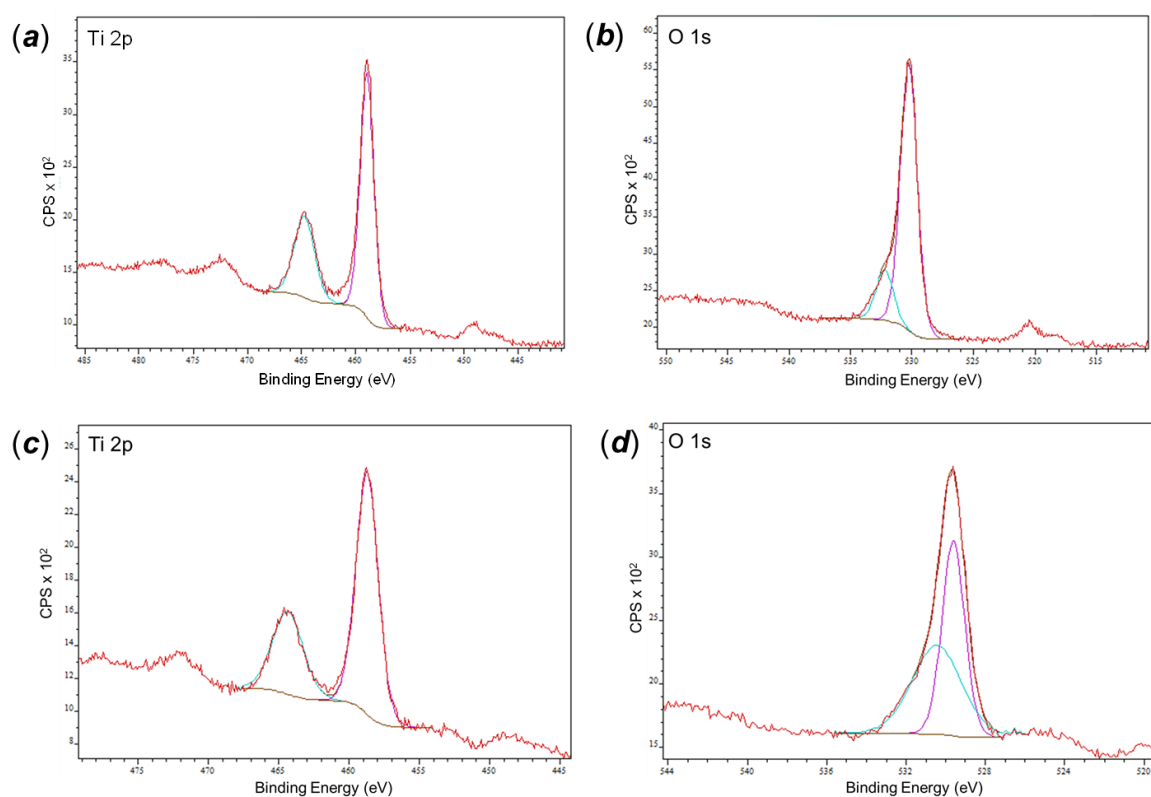 (a)
Ti 2p
CPS x 10²
35
30
25
20
15
10
485 480 475 470 465 460 455 450 445
Binding Energy (eV)
(b)
O 1s
CPS x 10²
60
55
50
45
40
35
30
25
20
550 545 540 535 530 525 520 515
Binding Energy (eV)
(c)
Ti 2p
CPS x 10²
26
24
22
20
18
16
14
12
10
8
475 470 465 460 455 450 445
Binding Energy (eV)
(d)
O 1s
CPS x 10²
40
35
30
25
20
15
544 540 536 532 528 524 520
Binding Energy (eV)